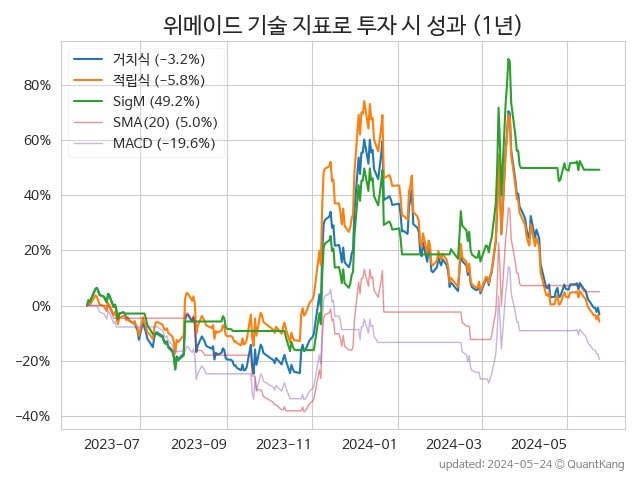 위메이드 기술 지표로 투자 시 성과 (1년)
거치식 (−3.2%)
적립식 (−5.8%)
SigM (49.2%)
SMA(20) (5.0%)
MACD (−19.6%)
80%
60%
40%
20%
0%
−20%
−40%
2023-07
2023-09
2023-11
2024-01
2024-03
2024-05
updated: 2024-05-24 © QuantKang